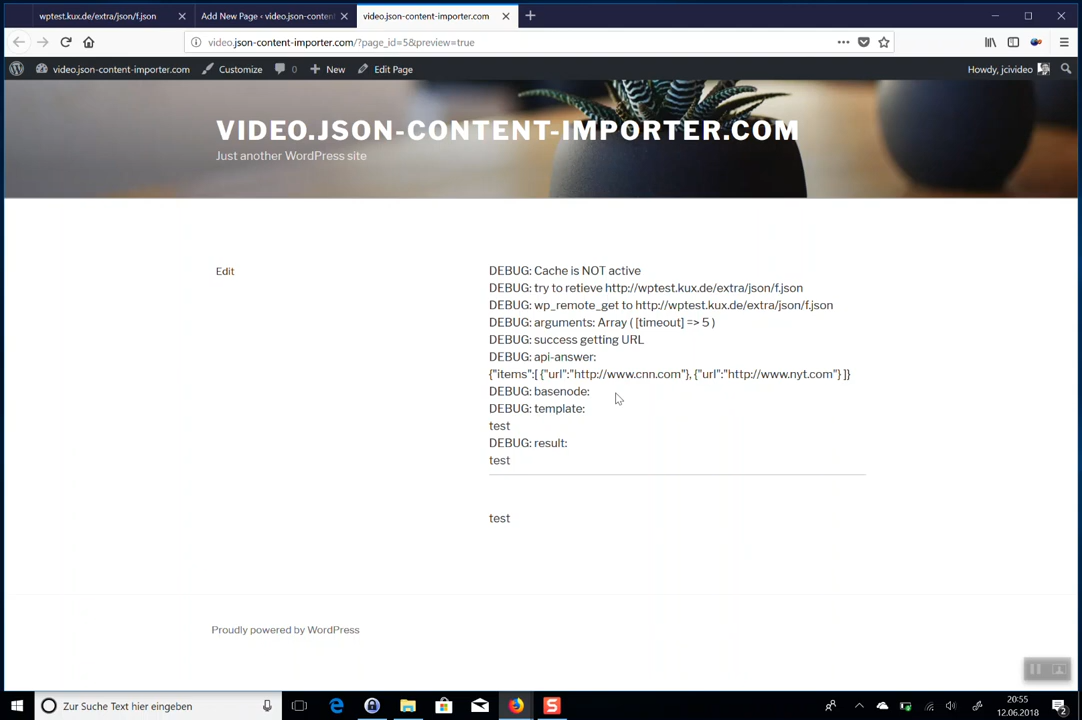 wptest.kux.de/extra/json/f.json
Add New Page ‹ video.json-conten
video.json-content-importer.com/
video.json-content-importer.com/?page_id=5&preview=true
video.json-content-importer.com Customize 0 New Edit Page Howdy, jcivideo
VIDEO.JSON-CONTENT-IMPORTER.COM
Just another WordPress site
Edit
DEBUG: Cache is NOT active
DEBUG: try to retieve http://wptest.kux.de/extra/json/f.json
DEBUG: wp_remote_get to http://wptest.kux.de/extra/json/f.json
DEBUG: arguments: Array ( [timeout] => 5 )
DEBUG: success getting URL
DEBUG: api-answer:
{"items":[ {"url":"http://www.cnn.com"}, {"url":"http://www.nyt.com"} ]}
DEBUG: basenode:
DEBUG: template:
test
DEBUG: result:
test
test
Proudly powered by WordPress
Zur Suche Text hier eingeben
S
20:55
12.06.2018
2